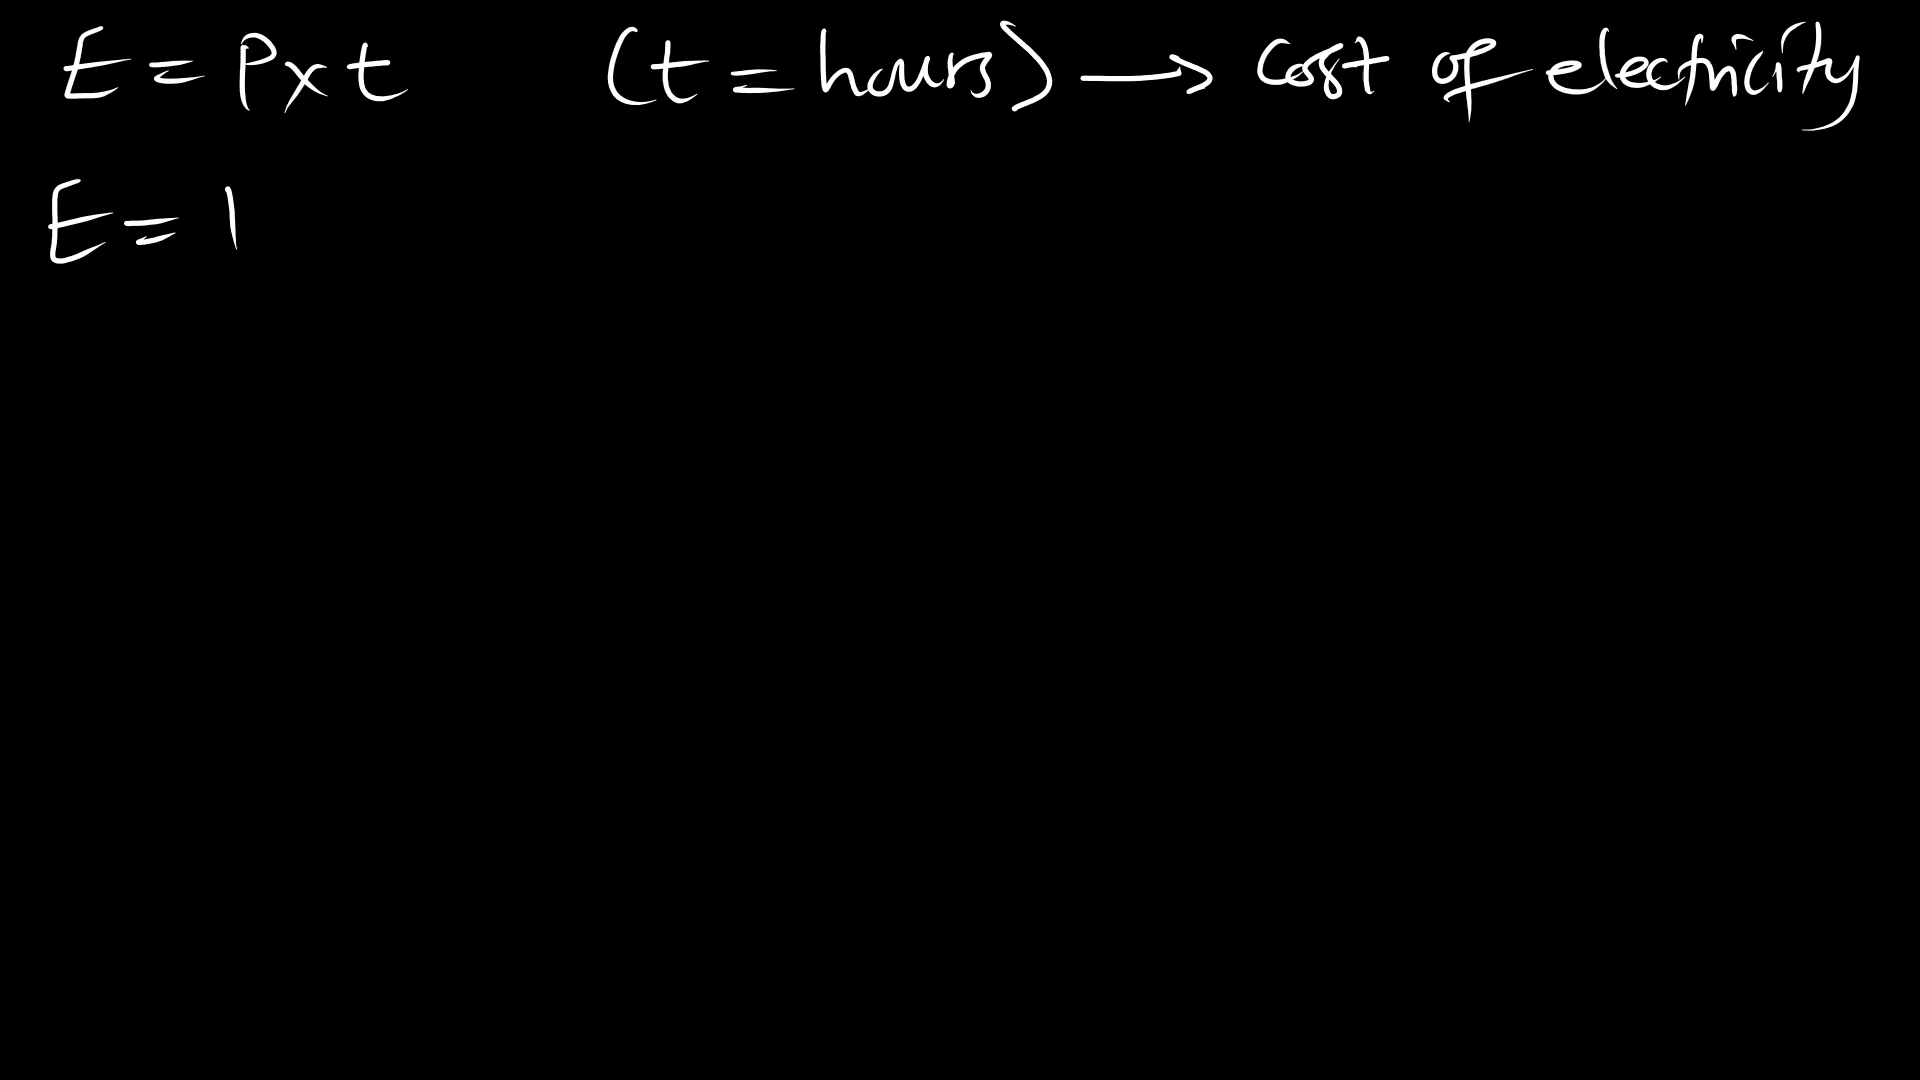 E = P x t (t = hours) → cost of electricity
E = 1